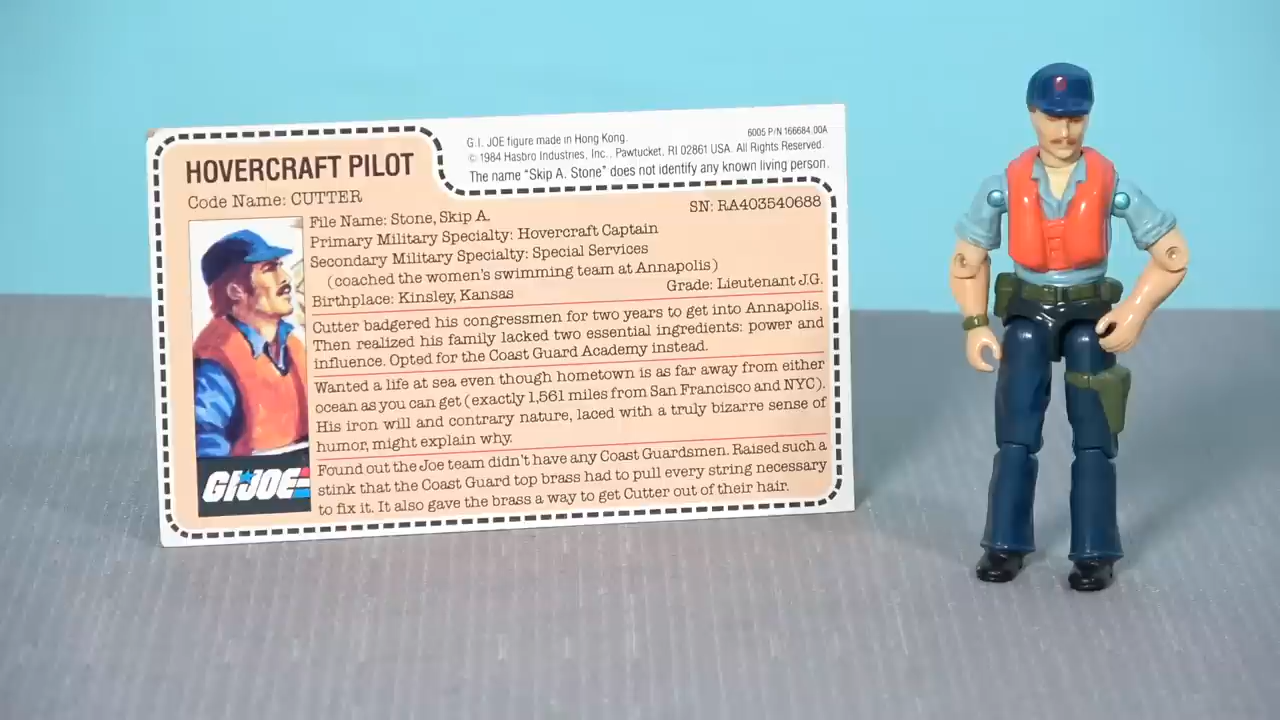 G.I. JOE figure made in Hong Kong.
6005 P/N 166684.00A
© 1984 Hasbro Industries, Inc., Pawtucket, RI 02861 USA. All Rights Reserved.
The name "Skip A. Stone" does not identify any known living person.
HOVERCRAFT PILOT
Code Name: CUTTER
File Name: Stone, Skip A.
SN: RA403540688
Primary Military Specialty: Hovercraft Captain
Secondary Military Specialty: Special Services
(coached the women's swimming team at Annapolis)
Birthplace: Kinsley, Kansas
Grade: Lieutenant J.G.
Cutter badgered his congressmen for two years to get into Annapolis.
Then realized his family lacked two essential ingredients: power and
influence. Opted for the Coast Guard Academy instead.
Wanted a life at sea even though hometown is as far away from either
ocean as you can get (exactly 1,561 miles from San Francisco and NYC).
His iron will and contrary nature, laced with a truly bizarre sense of
humor, might explain why.
Found out the Joe team didn't have any Coast Guardsmen. Raised such a
stink that the Coast Guard top brass had to pull every string necessary
to fix it. It also gave the brass a way to get Cutter out of their hair.
GI JOE